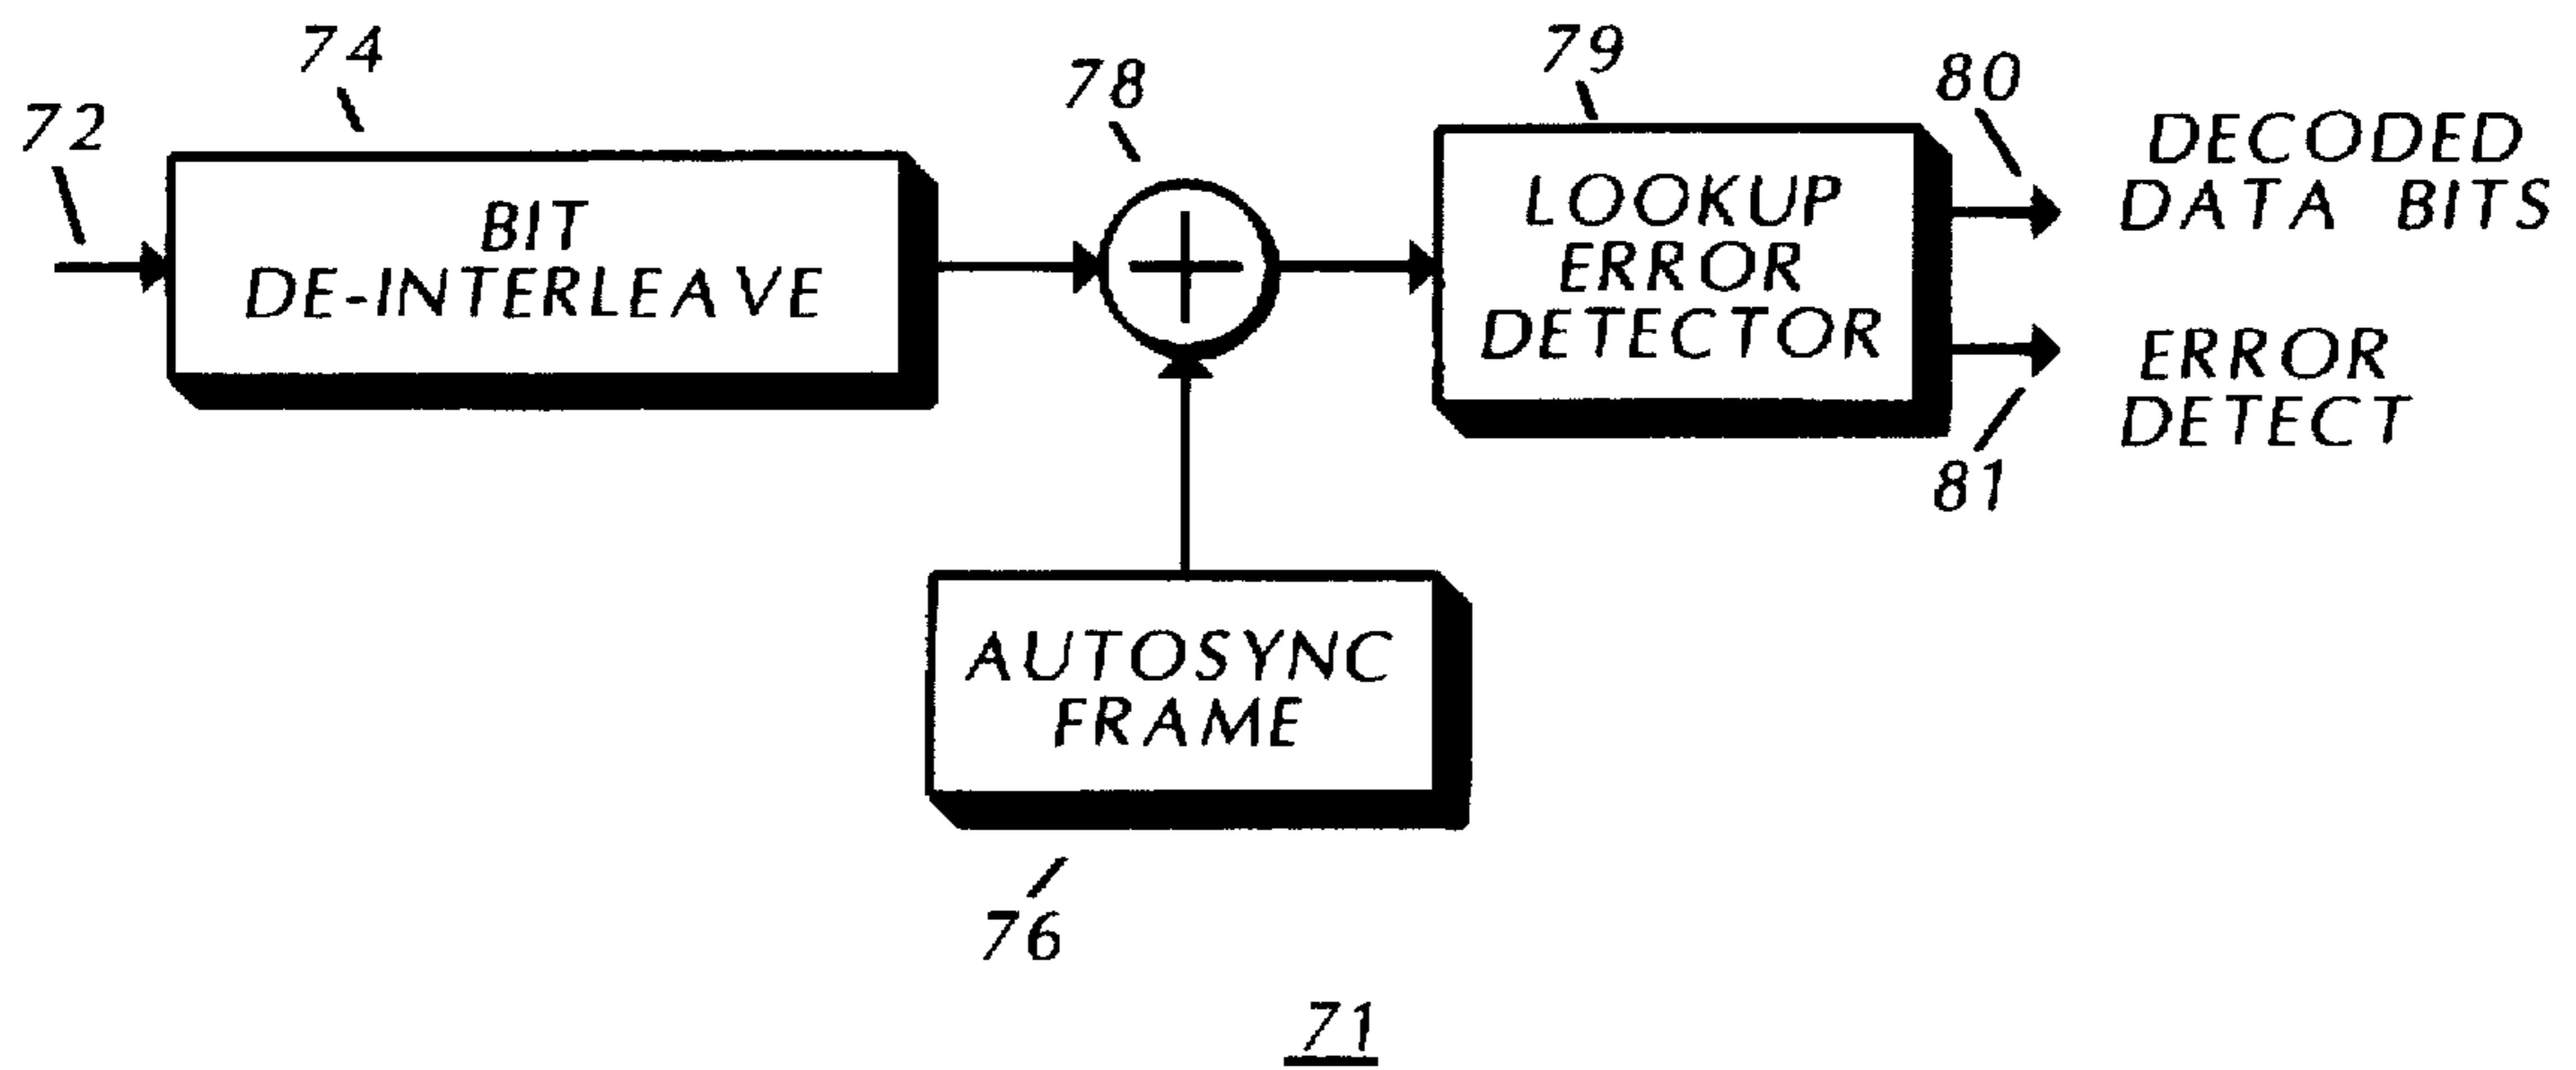 74
79
78
80
72
DECODED
DATA BITS
BIT
DE-INTERLEAVE
LOOKUP
ERROR
DETECTOR
ERROR
DETECT
81
AUTOSYNC
FRAME
76
71